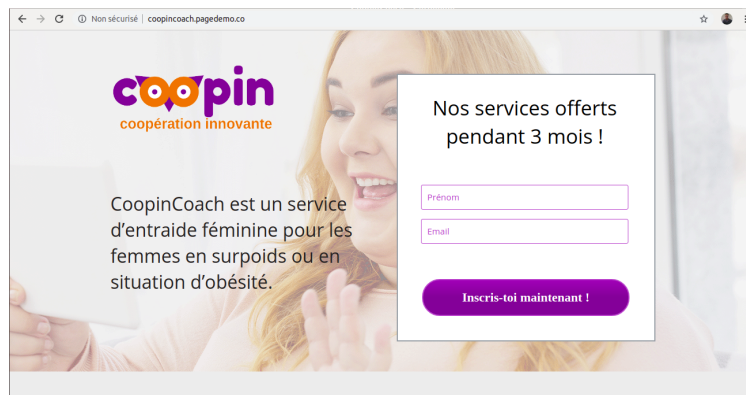 Non sécurisé | coopincoach.pagedemo.co
coopin
coopération innovante
CoopinCoach est un service
d'entraide féminine pour les
femmes en surpoids ou en
situation d'obésité.
Nos services offerts
pendant 3 mois !
Prénom
Email
Inscris-toi maintenant !